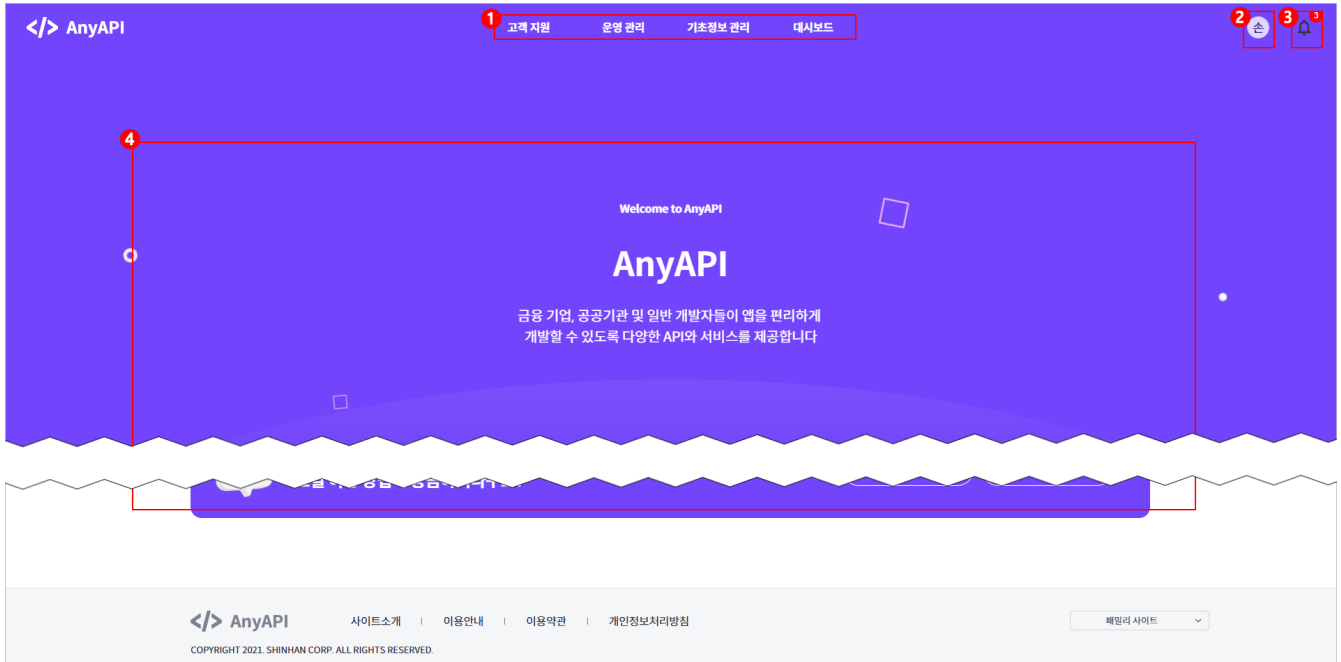 </> AnyAPI
1 고객 지원 운영 관리 기초정보 관리 대시보드
2 손 3 3
4
Welcome to AnyAPI
AnyAPI
금융 기업, 공공기관 및 일반 개발자들이 앱을 편리하게
개발할 수 있도록 다양한 API와 서비스를 제공합니다
</> AnyAPI 사이트소개 | 이용안내 | 이용약관 | 개인정보처리방침
패밀리 사이트
COPYRIGHT 2021. SHINHAN CORP. ALL RIGHTS RESERVED.